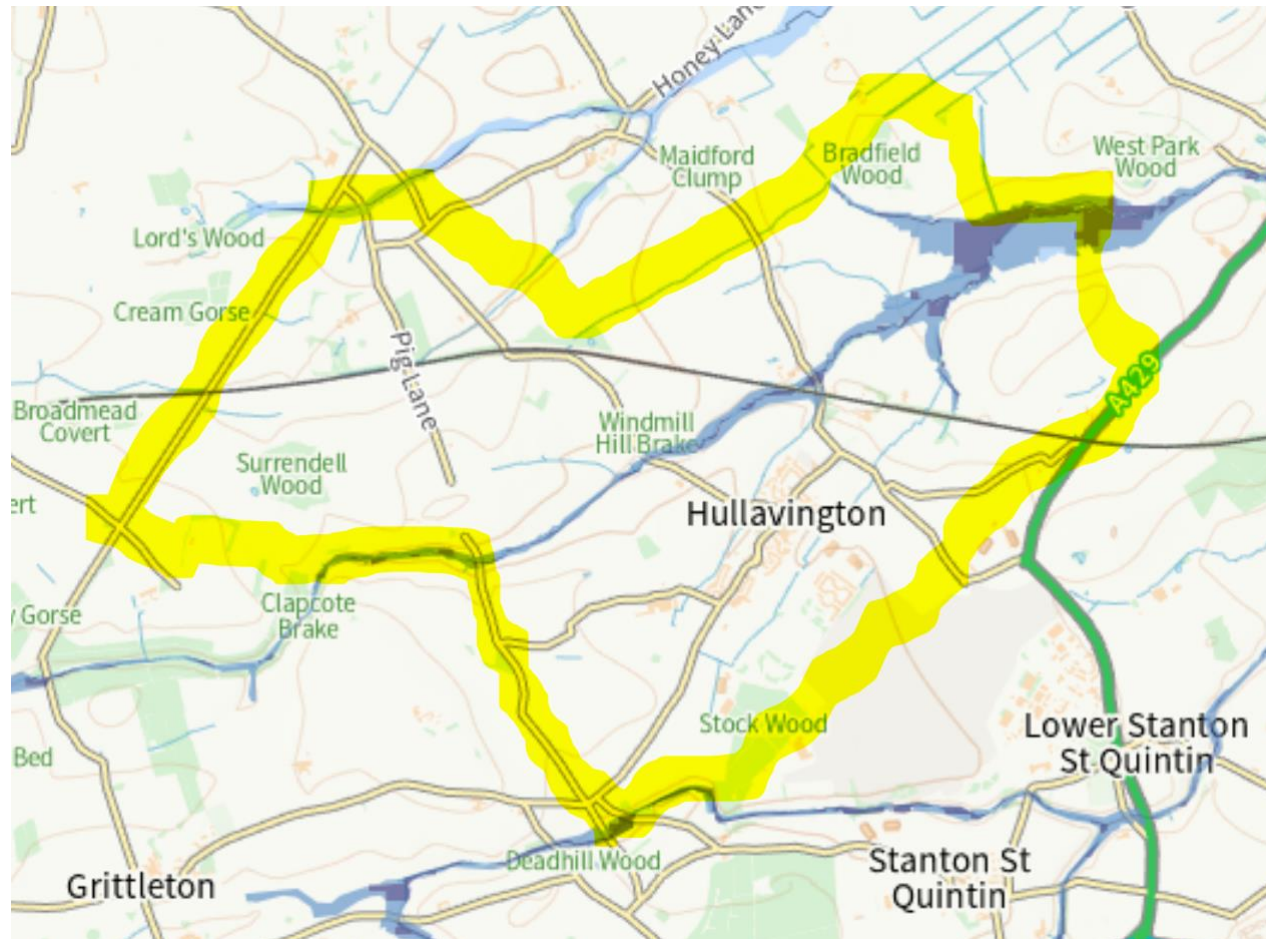 Honey Lane
Maidford
Clump
Bradfield
Wood
West Park
Wood
Lord's Wood
Cream Gorse
Pig Lane
A429
Broadmead
Covert
Windmill
Hill Brake
Surrendell
Wood
ert
Hullavington
Clapcote
Brake
y Gorse
Stock Wood
Lower Stanton
St Quintin
Bed
Deadhill Wood
Stanton St
Quintin
Grittleton